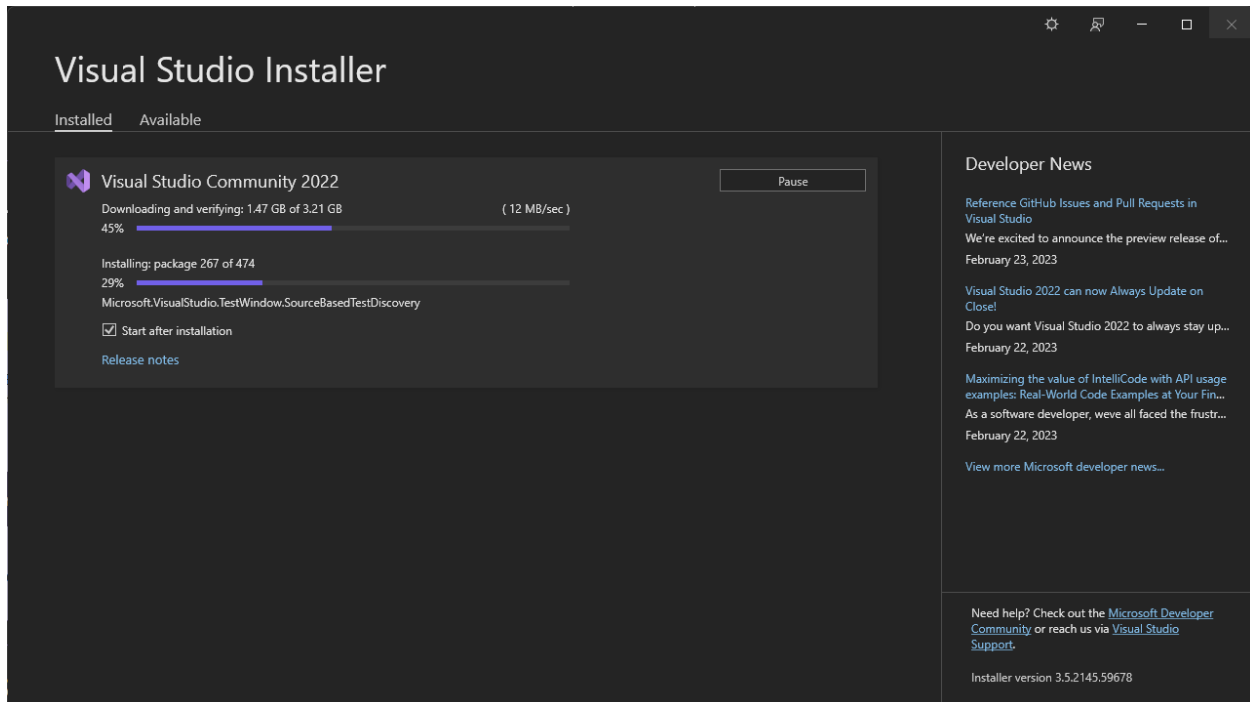 Visual Studio Installer
Installed Available
Visual Studio Community 2022
Pause
Downloading and verifying: 1.47 GB of 3.21 GB ( 12 MB/sec )
45%
Installing: package 267 of 474
29%
Microsoft.VisualStudio.TestWindow.SourceBasedTestDiscovery
Start after installation
Release notes
Developer News
Reference GitHub Issues and Pull Requests in
Visual Studio
We're excited to announce the preview release of...
February 23, 2023
Visual Studio 2022 can now Always Update on
Close!
Do you want Visual Studio 2022 to always stay up...
February 22, 2023
Maximizing the value of IntelliCode with API usage
examples: Real-World Code Examples at Your Fin...
As a software developer, weve all faced the frustr...
February 22, 2023
View more Microsoft developer news...
Need help? Check out the Microsoft Developer
Community or reach us via Visual Studio
Support.
Installer version 3.5.2145.59678